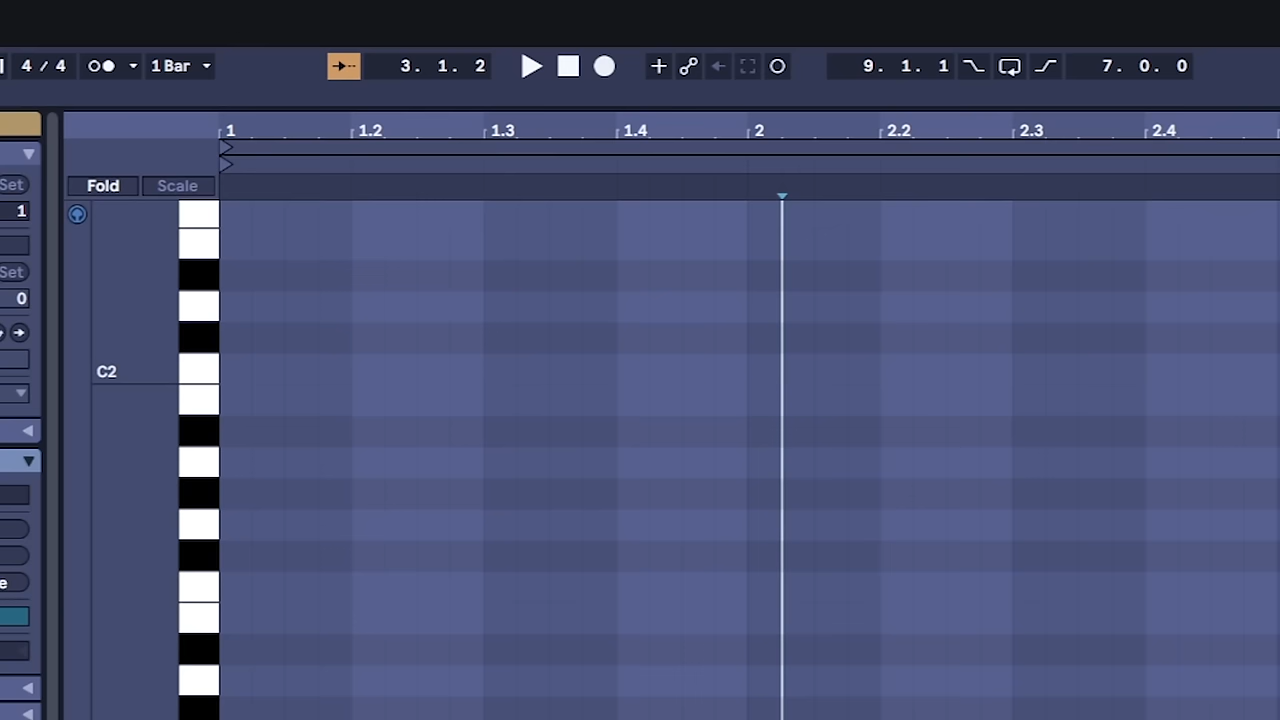 4 / 4 1 Bar 3. 1. 2 9. 1. 1 7. 0. 0
1 1.2 1.3 1.4 2 2.2 2.3 2.4
Set Fold Scale
1
Set
0
C2
e